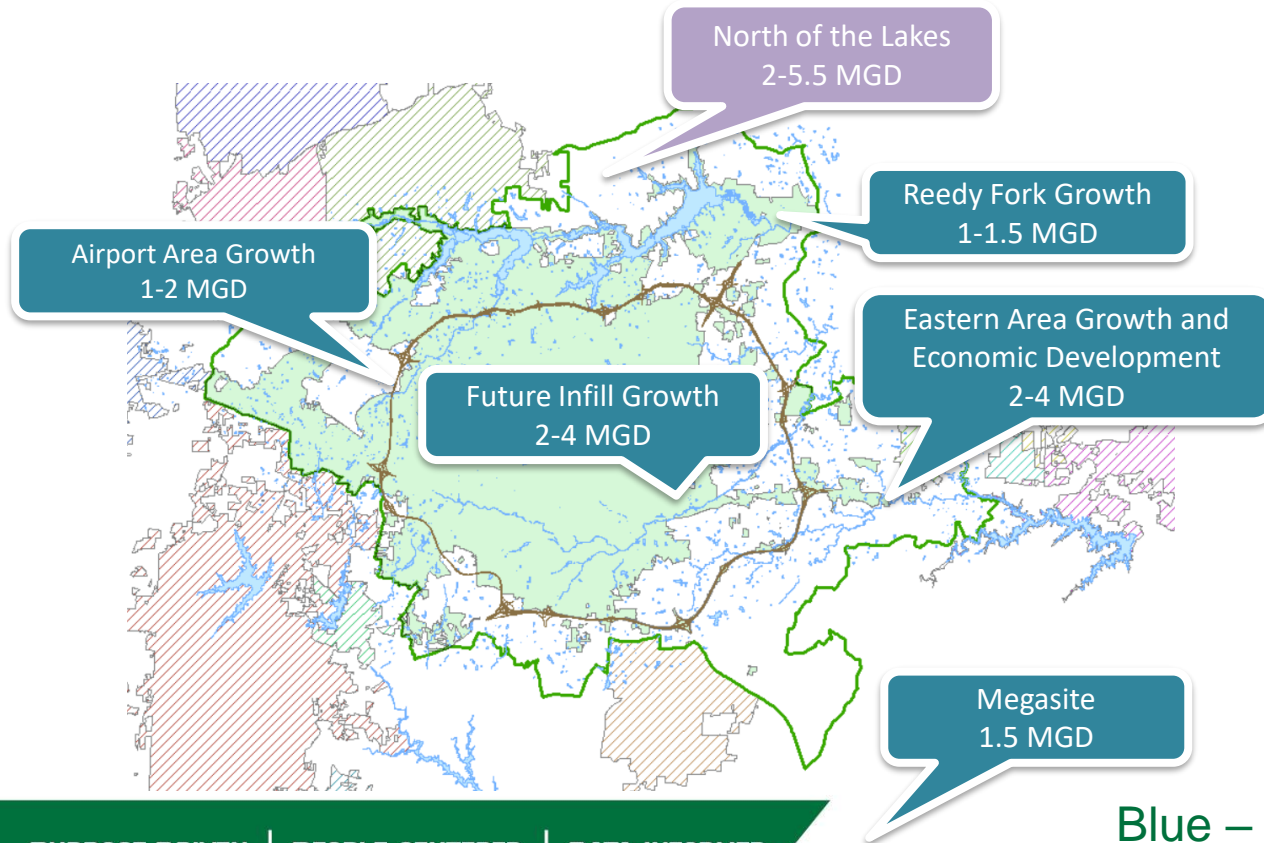 North of the Lakes
2-5.5 MGD
Reedy Fork Growth
1-1.5 MGD
Airport Area Growth
1-2 MGD
Eastern Area Growth and
Economic Development
2-4 MGD
Future Infill Growth
2-4 MGD
Megasite
1.5 MGD
Blue –